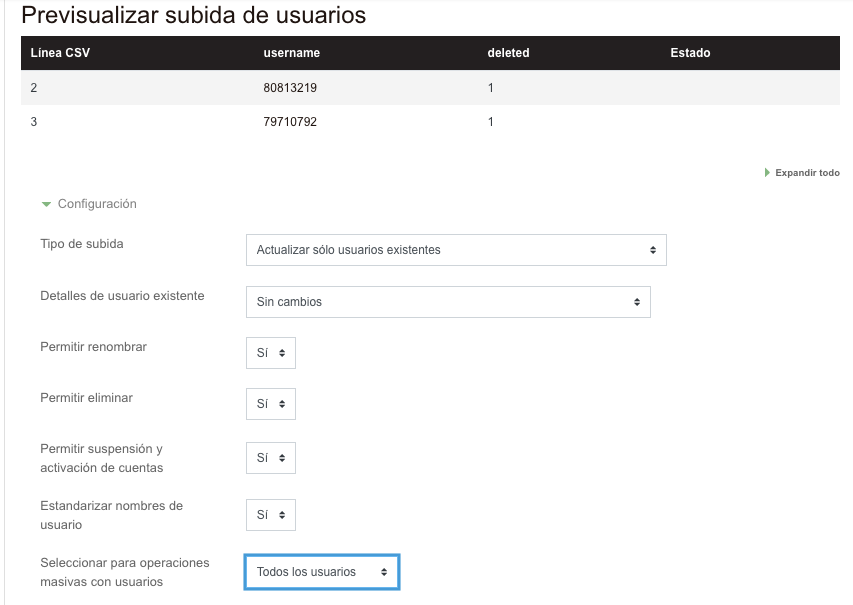 Previsualizar subida de usuarios
Línea CSV username deleted Estado
2 80813219 1
3 79710792 1
Expandir todo
Configuración
Tipo de subida Actualizar sólo usuarios existentes
Detalles de usuario existente Sin cambios
Permitir renombrar Sí
Permitir eliminar Sí
Permitir suspensión y
activación de cuentas Sí
Estandarizar nombres de
usuario Sí
Seleccionar para operaciones
masivas con usuarios Todos los usuarios